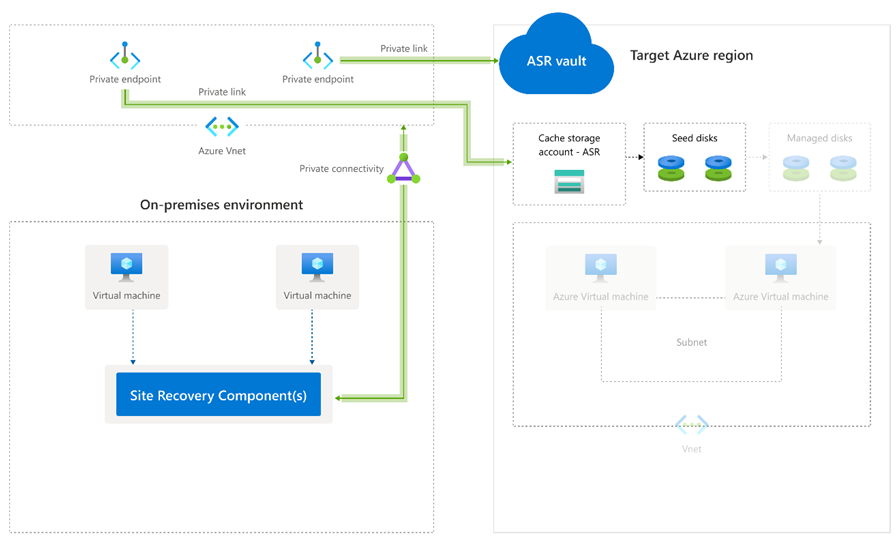 Private link
ASR vault
Target Azure region
Private endpoint
Private endpoint
Private link
Azure Vnet
Cache storage
account - ASR
Seed disks
Managed disks
Private connectivity
On-premises environment
Virtual machine
Virtual machine
Azure Virtual machine
Azure Virtual machine
Subnet
Site Recovery Component(s)
Vnet